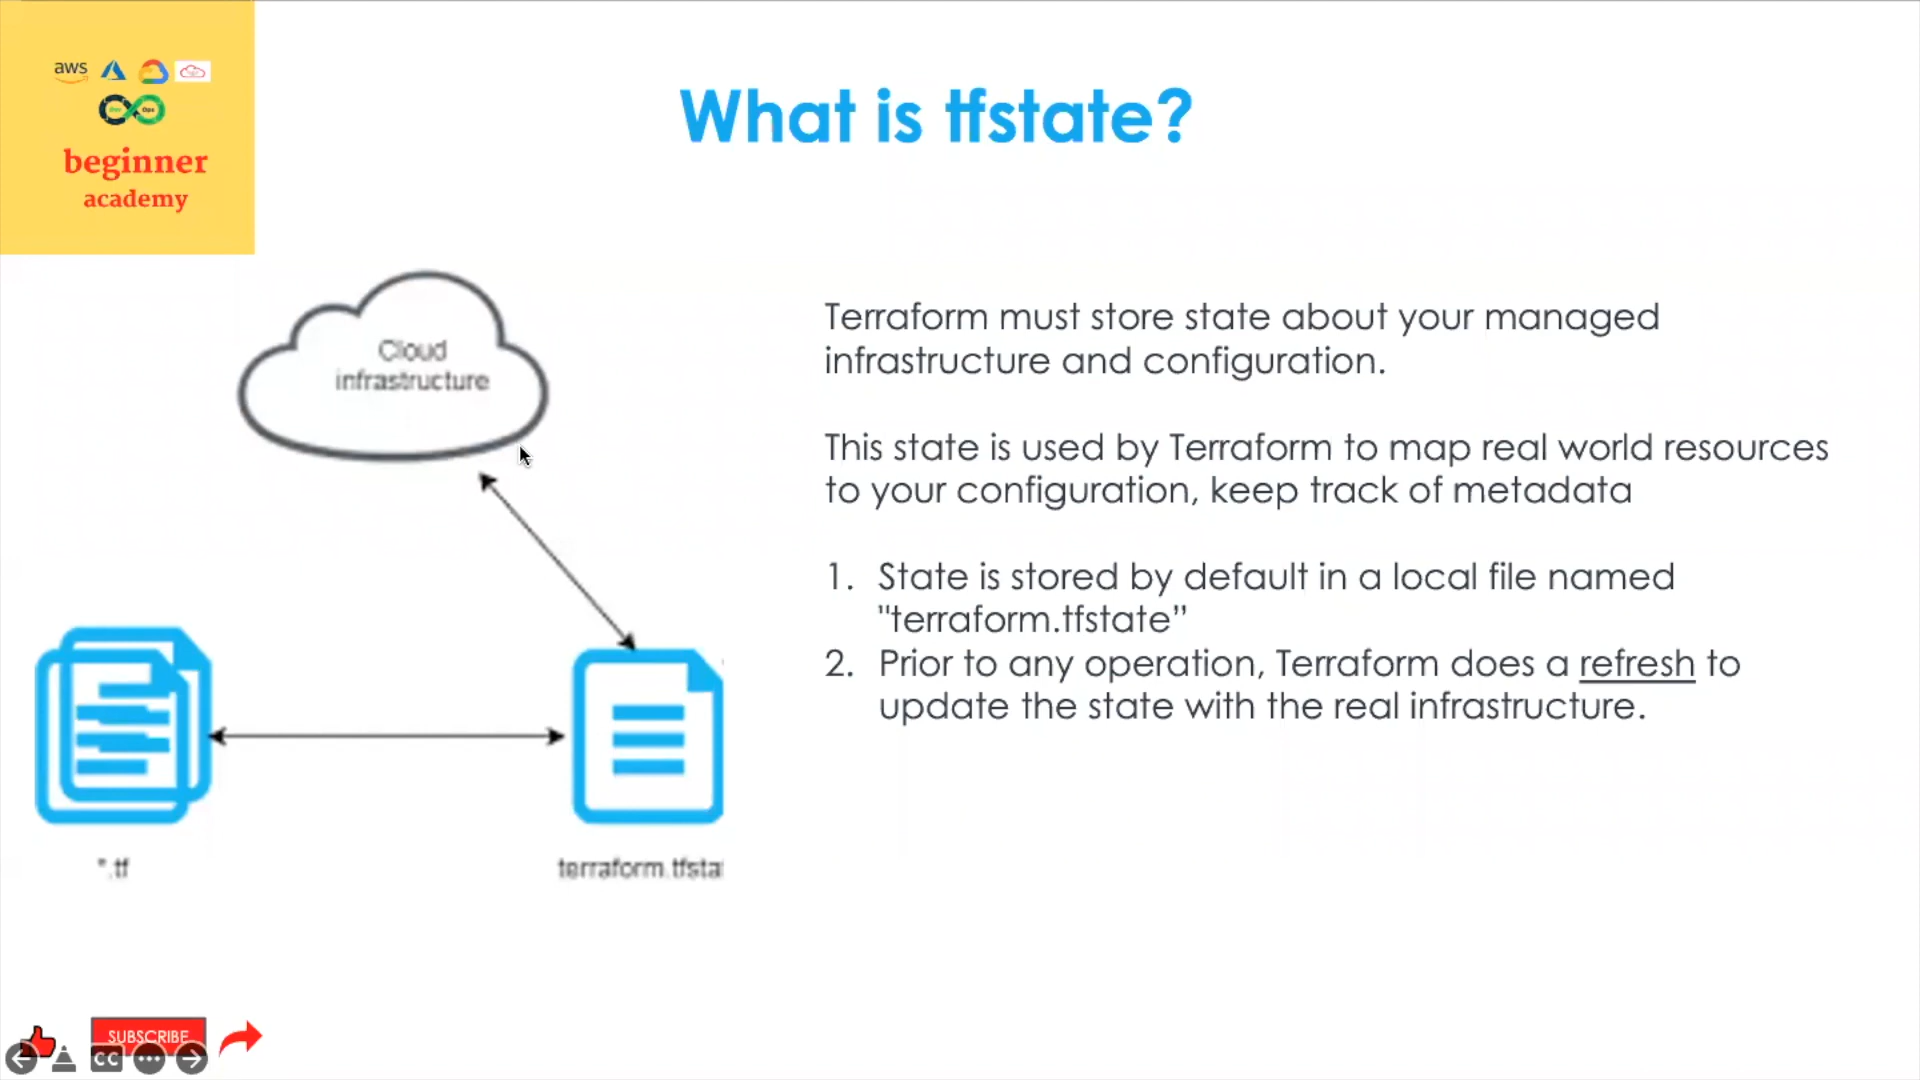 aws
Dev Ops
beginner
academy
What is tfstate?
Cloud
infrastructure
*.tf
terraform.tfsta
Terraform must store state about your managed
infrastructure and configuration.
This state is used by Terraform to map real world resources
to your configuration, keep track of metadata
1. State is stored by default in a local file named
"terraform.tfstate”
2. Prior to any operation, Terraform does a refresh to
update the state with the real infrastructure.
SUBSCRIBE
CC